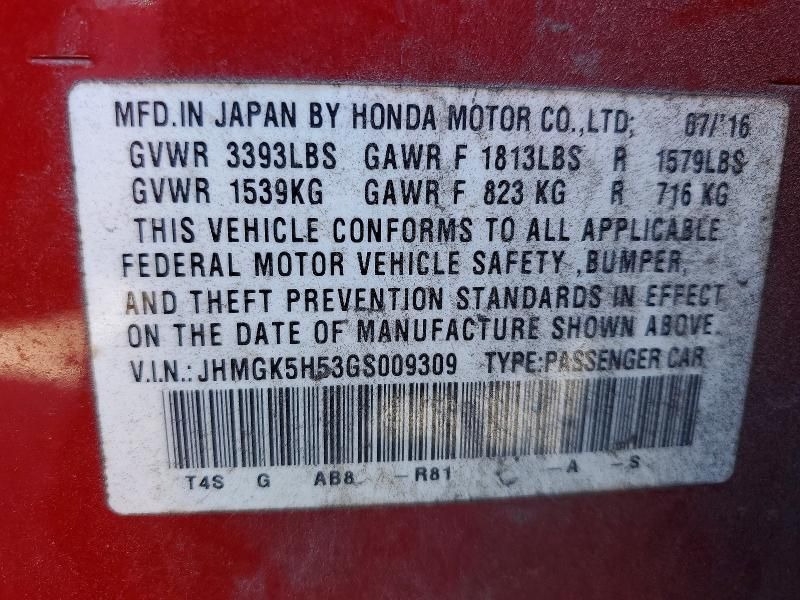 MFD.IN JAPAN BY HONDA MOTOR CO.,LTD; 07/'16
GVWR 3393LBS GAWR F 1813LBS R 1579LBS
GVWR 1539KG GAWR F 823 KG R 716 KG
THIS VEHICLE CONFORMS TO ALL APPLICABLE
FEDERAL MOTOR VEHICLE SAFETY ,BUMPER,
AND THEFT PREVENTION STANDARDS IN EFFECT
ON THE DATE OF MANUFACTURE SHOWN ABOVE.
V.I.N.: JHMGK5H53GS009309 TYPE:PASSENGER CAR
T4S G AB8 -R81 -A -S